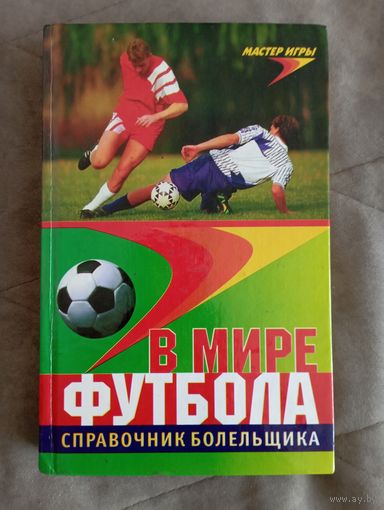 МАСТЕР ИГРЫ
В МИРЕ
ФУТБОЛА
СПРАВОЧНИК БОЛЕЛЬЩИКА
www.ay.by